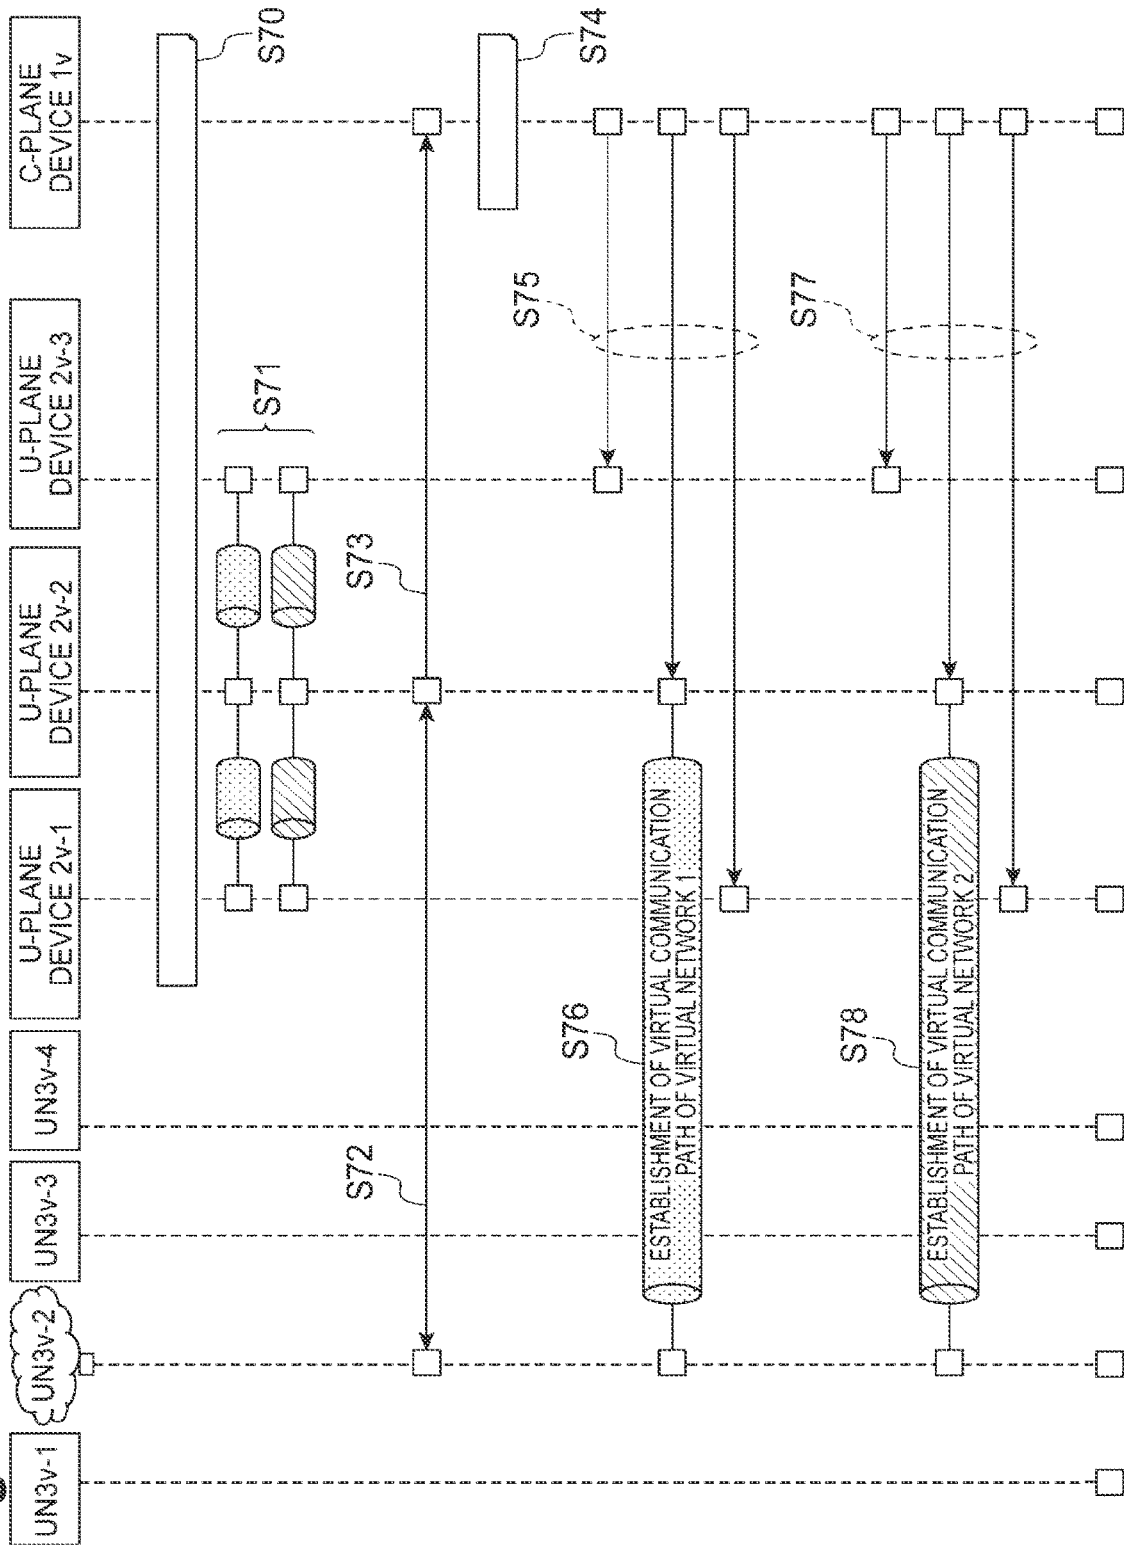 UN3v-1
UN3v-2
UN3v-3
UN3v-4
U-PLANE
DEVICE 2v-1
U-PLANE
DEVICE 2v-2
U-PLANE
DEVICE 2v-3
C-PLANE
DEVICE 1v
S70
S71
S72
S73
S74
S75
S76
ESTABLISHMENT OF VIRTUAL COMMUNICATION
PATH OF VIRTUAL NETWORK 1
S77
S78
ESTABLISHMENT OF VIRTUAL COMMUNICATION
PATH OF VIRTUAL NETWORK 2